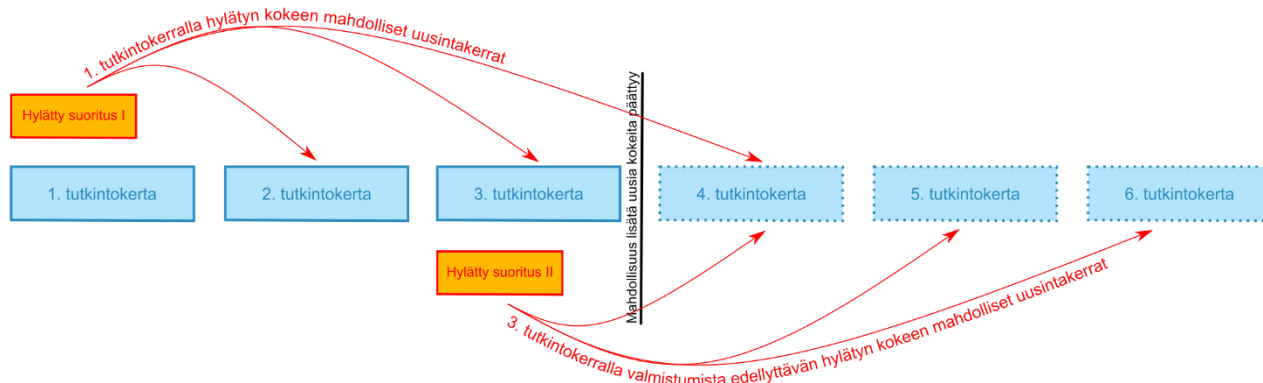 1. tutkintokerralla hylätyn kokeen mahdolliset uusintakerrat
Hylätty suoritus I
Mahdollisuus lisätä uusia kokeita päättyy
1. tutkintokerta
2. tutkintokerta
3. tutkintokerta
4. tutkintokerta
5. tutkintokerta
6. tutkintokerta
Hylätty suoritus II
3. tutkintokerralla valmistumista edellyttävän hylätyn kokeen mahdolliset uusintakerrat